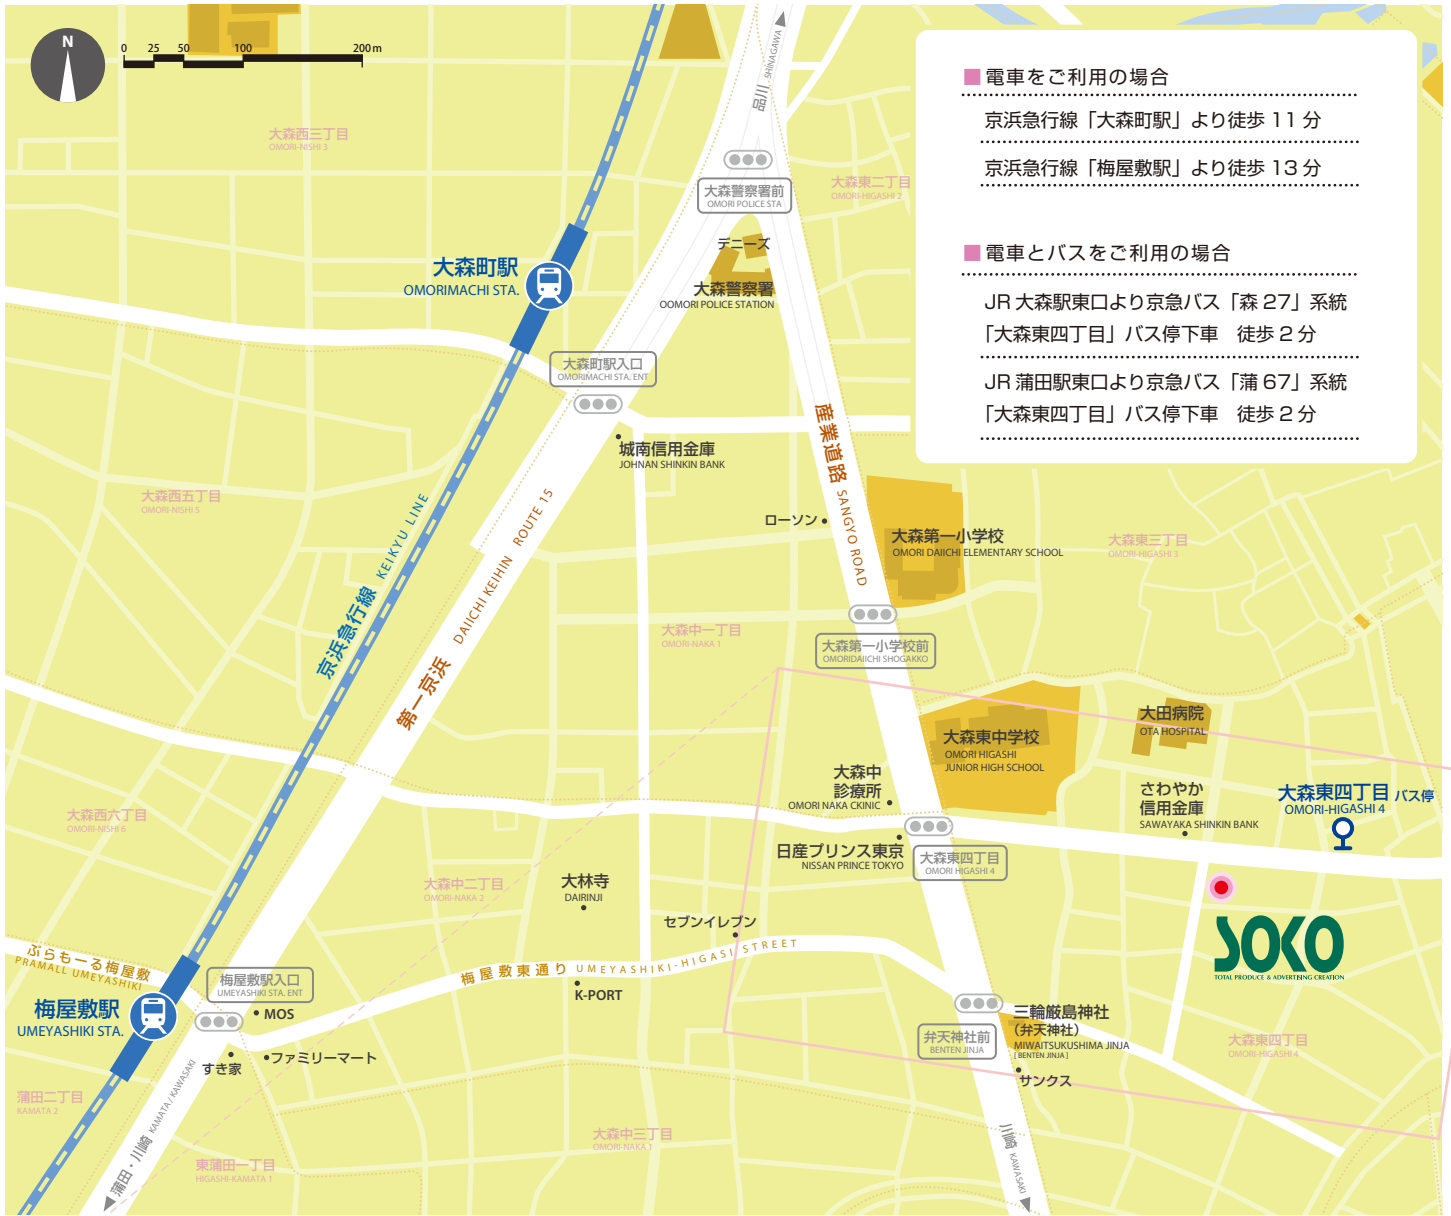 N
0 25 50 100 200m
大森西三丁目
OMORI-NISHI 3
品川 SHINAGAWA
大森警察署前
OMORI POLICE STA
大森東二丁目
OMORI-HIGASHI 2
デニーズ
大森警察署
OOMORI POLICE STATION
大森町駅
OMORIMACHI STA.
大森町駅入口
OMORIMACHI STA. ENT
城南信用金庫
JOHNAN SHINKIN BANK
■電車をご利用の場合
京浜急行線「大森町駅」より徒歩 11 分
京浜急行線「梅屋敷駅」より徒歩 13 分
■電車とバスをご利用の場合
JR 大森駅東口より京急バス「森 27」系統
「大森東四丁目」バス停下車　徒歩 2 分
JR 蒲田駅東口より京急バス「蒲 67」系統
「大森東四丁目」バス停下車　徒歩 2 分
産業道路 SANGYO ROAD
大森西五丁目
OMORI-NISHI 5
京浜急行線 KEIKYU LINE
第一京浜 DAIICHI KEIHIN ROUTE 15
ローソン
大森第一小学校
OMORI DAIICHI ELEMENTARY SCHOOL
大森東三丁目
OMORI-HIGASHI 3
大森中一丁目
OMORI-NAKA 1
大森第一小学校前
OMORIDAIICHI SHOGAKKO
大森東中学校
OMORI HIGASHI
JUNIOR HIGH SCHOOL
大田病院
OTA HOSPITAL
大森中
診療所
OMORI NAKA CKINIC
さわやか
信用金庫
SAWAYAKA SHINKIN BANK
大森東四丁目 バス停
OMORI-HIGASHI 4
大森西六丁目
OMORI-NISHI 6
日産プリンス東京
NISSAN PRINCE TOKYO
大森東四丁目
OMORI HIGASHI 4
大森中二丁目
OMORI-NAKA 2
大林寺
DAIRINJI
セブンイレブン
SOKO
TOTAL PRODUCE & ADVERTISING CREATION
ぷらもーる梅屋敷
PRAMALL UMEYASHIKI
梅屋敷東通り UMEYASHIKI-HIGASI STREET
K-PORT
梅屋敷駅入口
UMEYASHIKI STA. ENT
梅屋敷駅
UMEYASHIKI STA.
MOS
すき家
ファミリーマート
三輪厳島神社
（弁天神社）
MIWAITSUKUSHIMA JINJA
[ BENTEN JINJA ]
弁天神社前
BENTEN JINJA
サンクス
大森東四丁目
OMORI-HIGASHI 4
蒲田二丁目
KAMATA 2
蒲田・川崎 KAMATA / KAWASAKI
東蒲田一丁目
HIGASHI-KAMATA 1
大森中三丁目
OMORI-NAKA 1
川崎 KAWASAKI